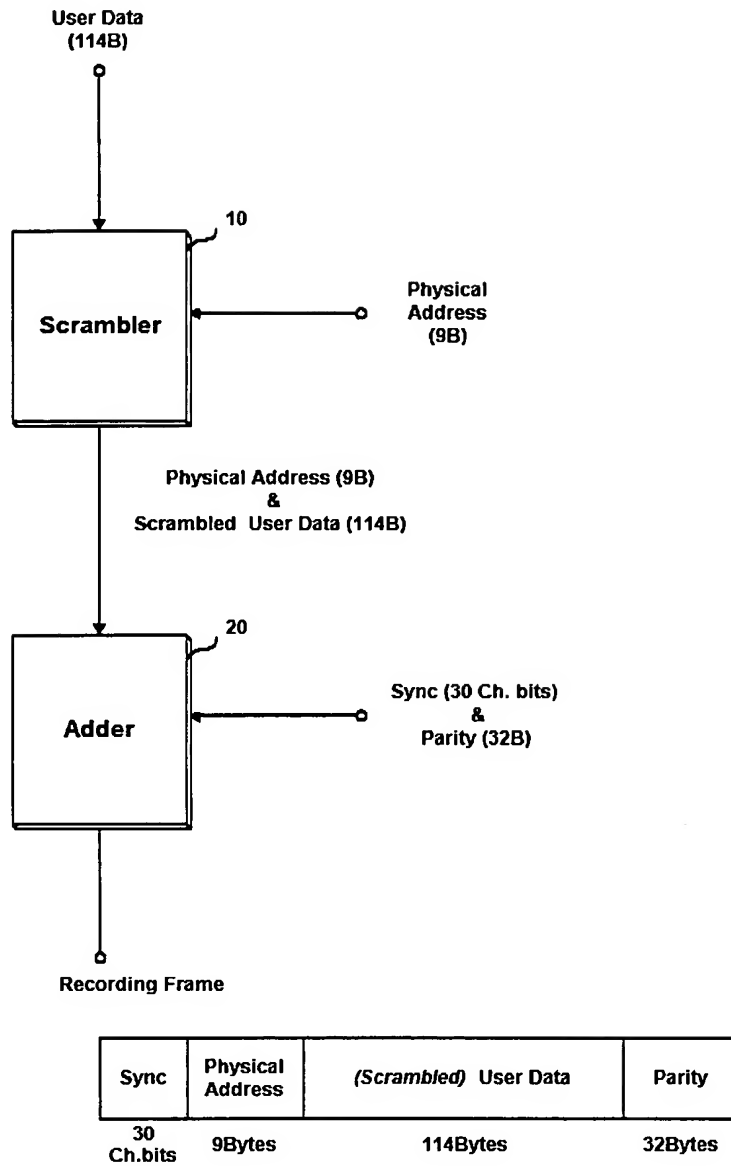 User Data
(114B)
10
Scrambler
Physical
Address
(9B)
Physical Address (9B)
&
Scrambled User Data (114B)
20
Adder
Sync (30 Ch. bits)
&
Parity (32B)
Recording Frame
Sync
Physical
Address
(Scrambled) User Data
Parity
30
Ch.bits
9Bytes
114Bytes
32Bytes